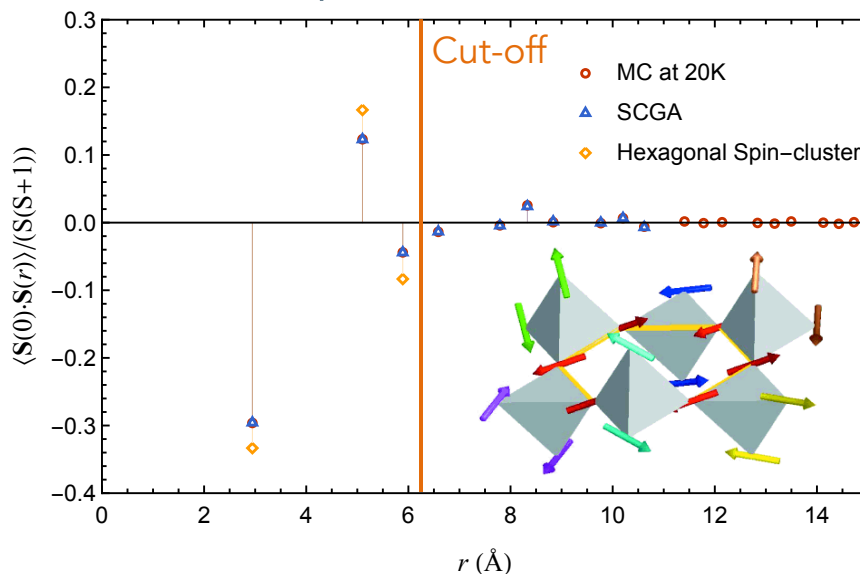 0.3
0.2
0.1
0.0
−0.1
−0.2
−0.3
−0.4
⟨S(0)·S(r)⟩/(S(S+1))
Cut-off
MC at 20K
SCGA
Hexagonal Spin−cluster
0 2 4 6 8 10 12 14
r (Å)